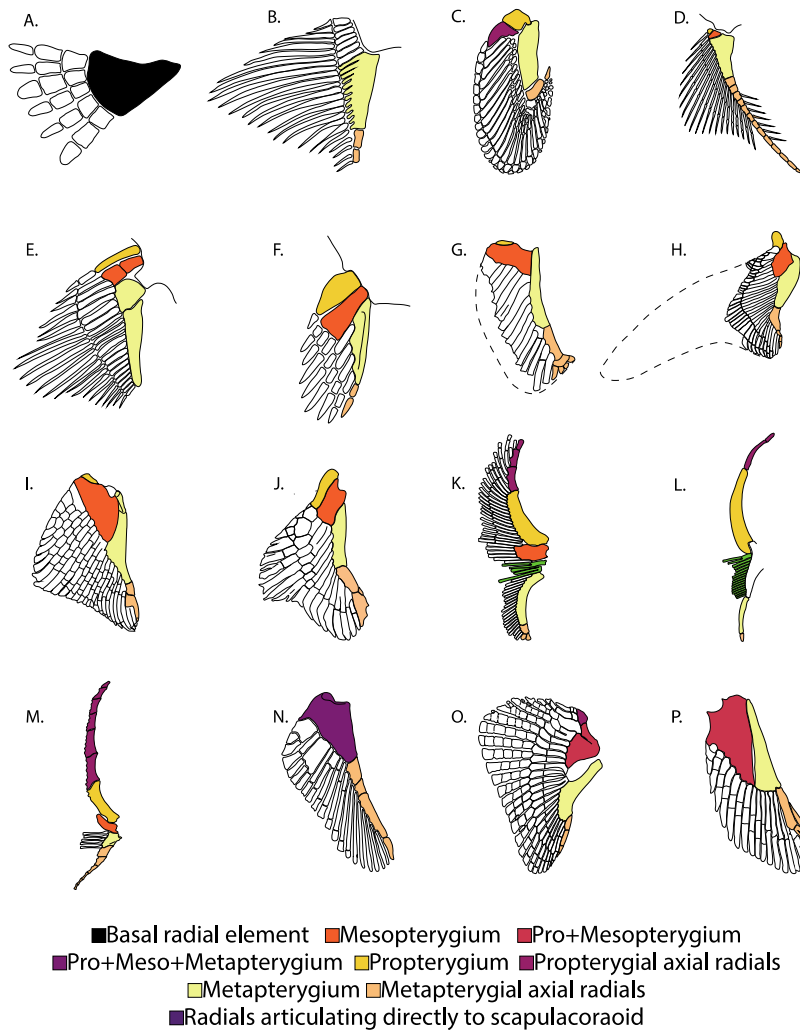 A.
B.
C.
D.
E.
F.
G.
H.
I.
J.
K.
L.
M.
N.
O.
P.
Basal radial element Mesopterygium Pro+Mesopterygium
Pro+Meso+Metapterygium Propterygium Propterygial axial radials
Metapterygium Metapterygial axial radials
Radials articulating directly to scapulacoraoid